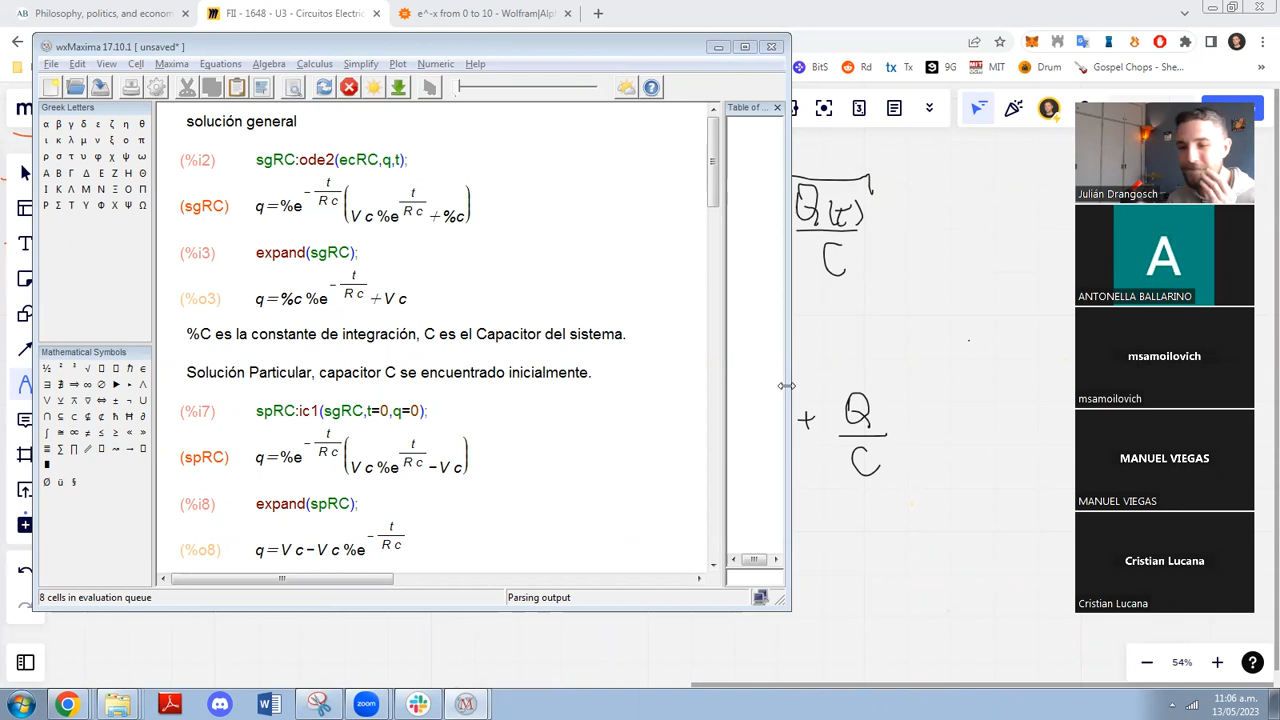 Philosophy, politics, and econom
FII - 1648 - U3 - Circuitos Electric
e^-x from 0 to 10 - Wolfram|Alp
BitS
Rd
Tx
9G
MIT
Drum
Gospel Chops - She...
wxMaxima 17.10.1 [ unsaved* ]
File Edit View Cell Maxima Equations Algebra Calculus Simplify Plot Numeric Help
Greek Letters
α β γ δ ε ζ η θ
ι κ λ μ ν ξ ο π
ρ σ τ υ φ χ ψ ω
Α Β Γ Δ Ε Ζ Η Θ
Ι Κ Λ Μ Ν Ξ Ο Π
Ρ Σ Τ Υ Φ Χ Ψ Ω
Mathematical Symbols
Table of ...
solución general
(%i2) sgRC:ode2(ecRC,q,t);
(sgRC) q=%e^(-t/(R c)) (V c %e^(t/(R c))+%c)
(%i3) expand(sgRC);
(%o3) q=%c %e^(-t/(R c))+V c
%C es la constante de integración, C es el Capacitor del sistema.
Solución Particular, capacitor C se encuentrado inicialmente.
(%i7) spRC:ic1(sgRC,t=0,q=0);
(spRC) q=%e^(-t/(R c)) (V c %e^(t/(R c))-V c)
(%i8) expand(spRC);
(%o8) q=V c-V c %e^(-t/(R c))
8 cells in evaluation queue
Parsing output
Q(t)
C
+ Q
C
Julián Drangosch
A
ANTONELLA BALLARINO
msamoilovich
msamoilovich
MANUEL VIEGAS
MANUEL VIEGAS
Cristian Lucana
Cristian Lucana
54%
11:06 a.m.
13/05/2023